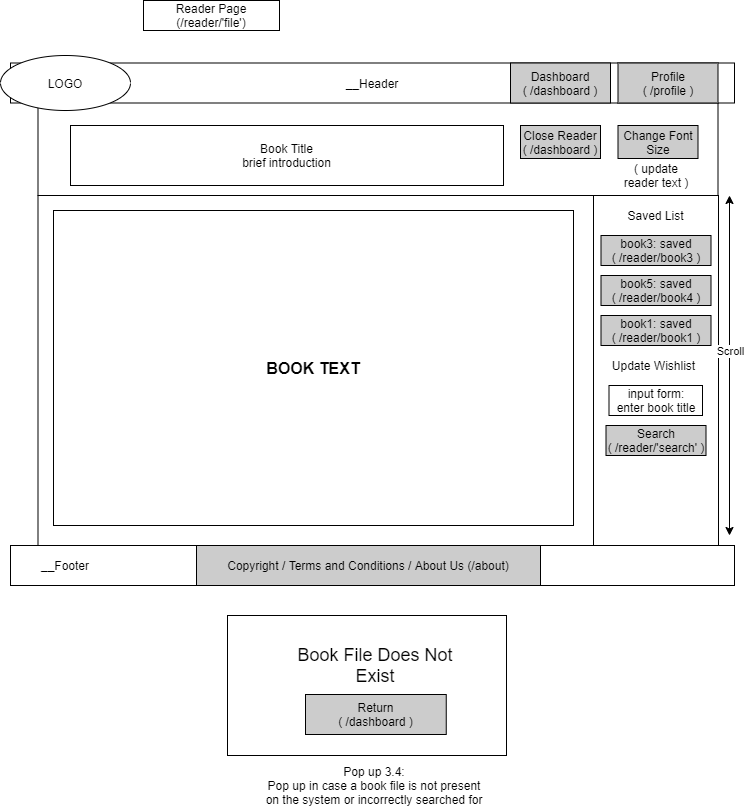 Reader Page
(/reader/'file')
LOGO
__Header
Dashboard
( /dashboard )
Profile
( /profile )
Book Title
brief introduction
Close Reader
( /dashboard )
Change Font
Size
( update
reader text )
Saved List
book3: saved
( /reader/book3 )
book5: saved
( /reader/book4 )
book1: saved
( /reader/book1 )
Scroll
BOOK TEXT
Update Wishlist
input form:
enter book title
Search
( /reader/'search' )
__Footer
Copyright / Terms and Conditions / About Us (/about)
Book File Does Not
Exist
Return
( /dashboard )
Pop up 3.4:
Pop up in case a book file is not present
on the system or incorrectly searched for